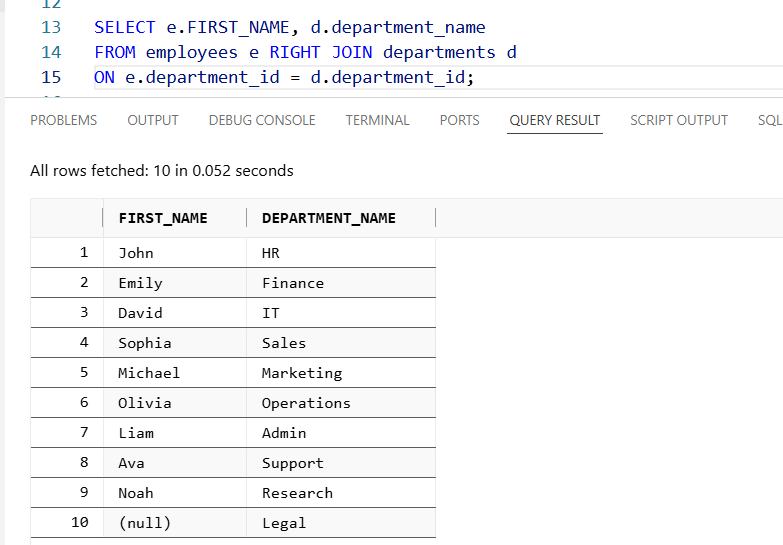 12
13 SELECT e.FIRST_NAME, d.department_name
14 FROM employees e RIGHT JOIN departments d
15 ON e.department_id = d.department_id;
PROBLEMS OUTPUT DEBUG CONSOLE TERMINAL PORTS QUERY RESULT SCRIPT OUTPUT SQL
All rows fetched: 10 in 0.052 seconds
FIRST_NAME DEPARTMENT_NAME
1 John HR
2 Emily Finance
3 David IT
4 Sophia Sales
5 Michael Marketing
6 Olivia Operations
7 Liam Admin
8 Ava Support
9 Noah Research
10 (null) Legal